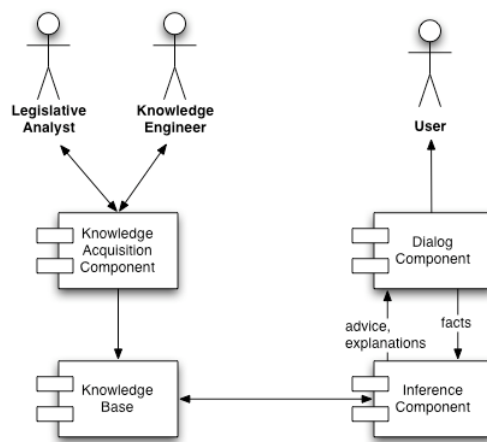 Legislative
Analyst
Knowledge
Engineer
User
Knowledge
Acquisition
Component
Dialog
Component
advice,
explanations
facts
Knowledge
Base
Inference
Component